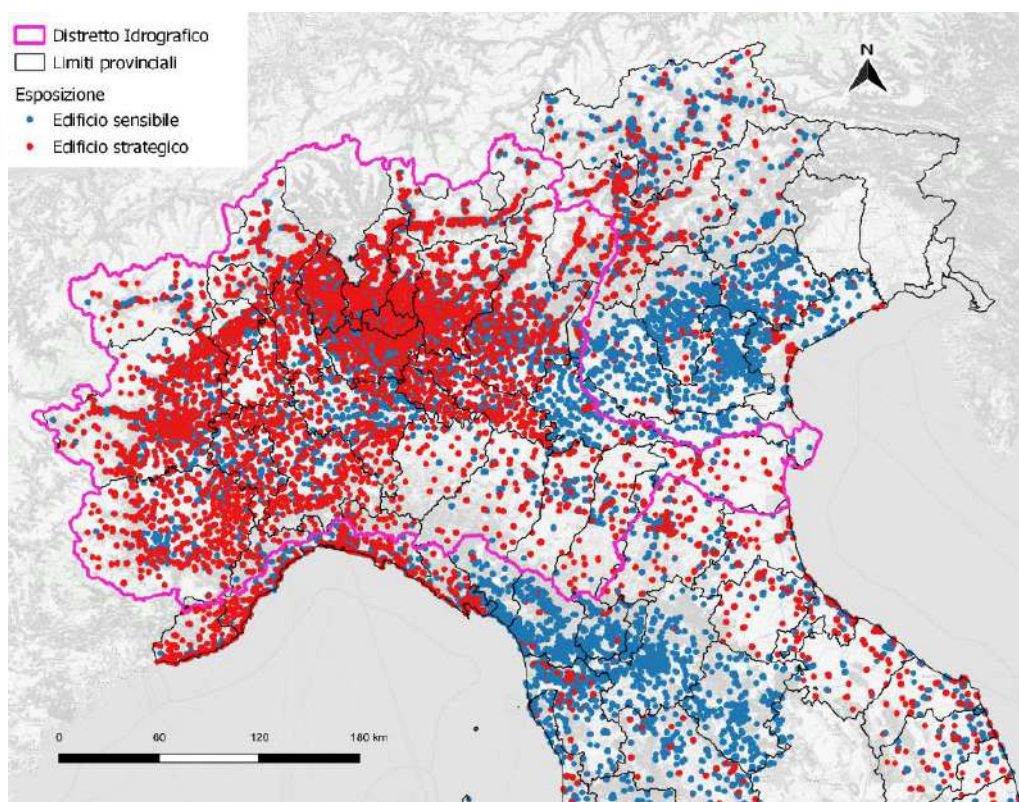 Distretto Idrografico
Limiti provinciali
Esposizione
Edificio sensibile
Edificio strategico
N
0 60 120 180 km